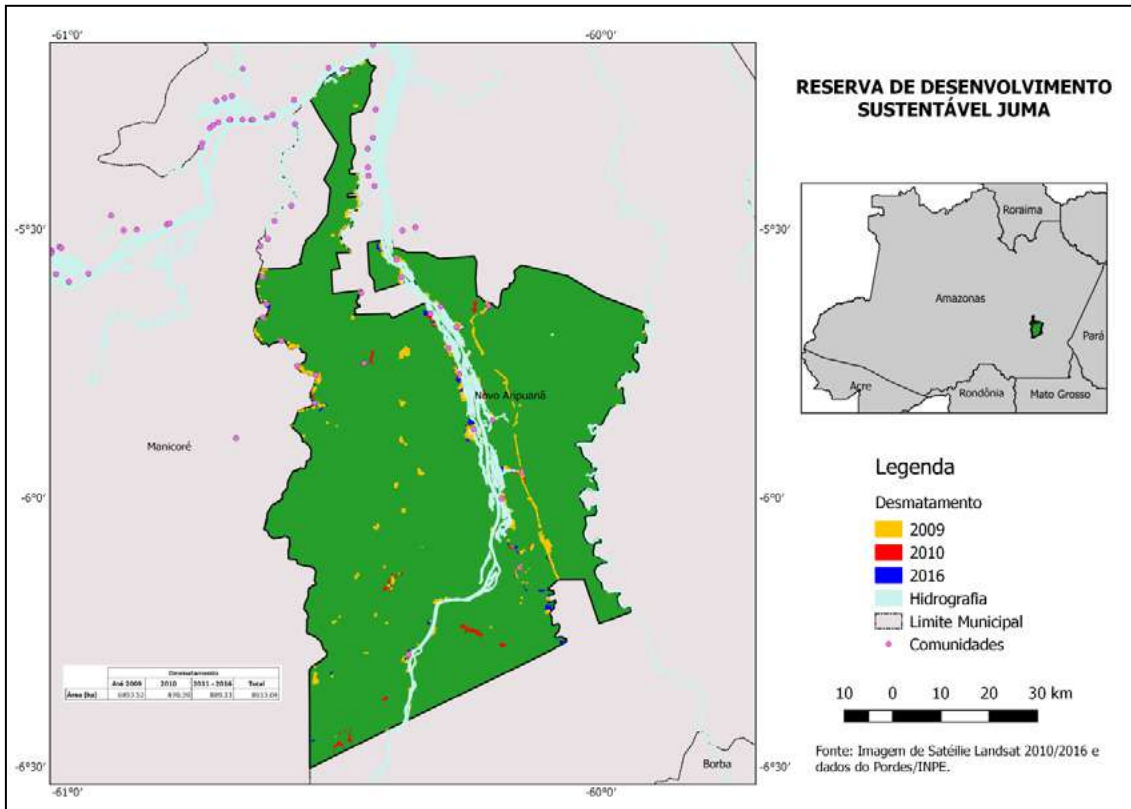 -61°0'
-60°0'
-5°30'
-5°30'
-6°0'
-6°0'
-6°30'
-6°30'
-61°0'
-60°0'
Manicoré
Novo Aripuanã
Borba
Desmatamento
Até 2009 2010 2011 - 2016 Total
Área (ha)
RESERVA DE DESENVOLVIMENTO
SUSTENTÁVEL JUMA
Roraima
Amazonas
Pará
Acre
Rondônia
Mato Grosso
Legenda
Desmatamento
2009
2010
2016
Hidrografia
Limite Municipal
Comunidades
10 0 10 20 30 km
Fonte: Imagem de Satéilie Landsat 2010/2016 e
dados do Pordes/INPE.